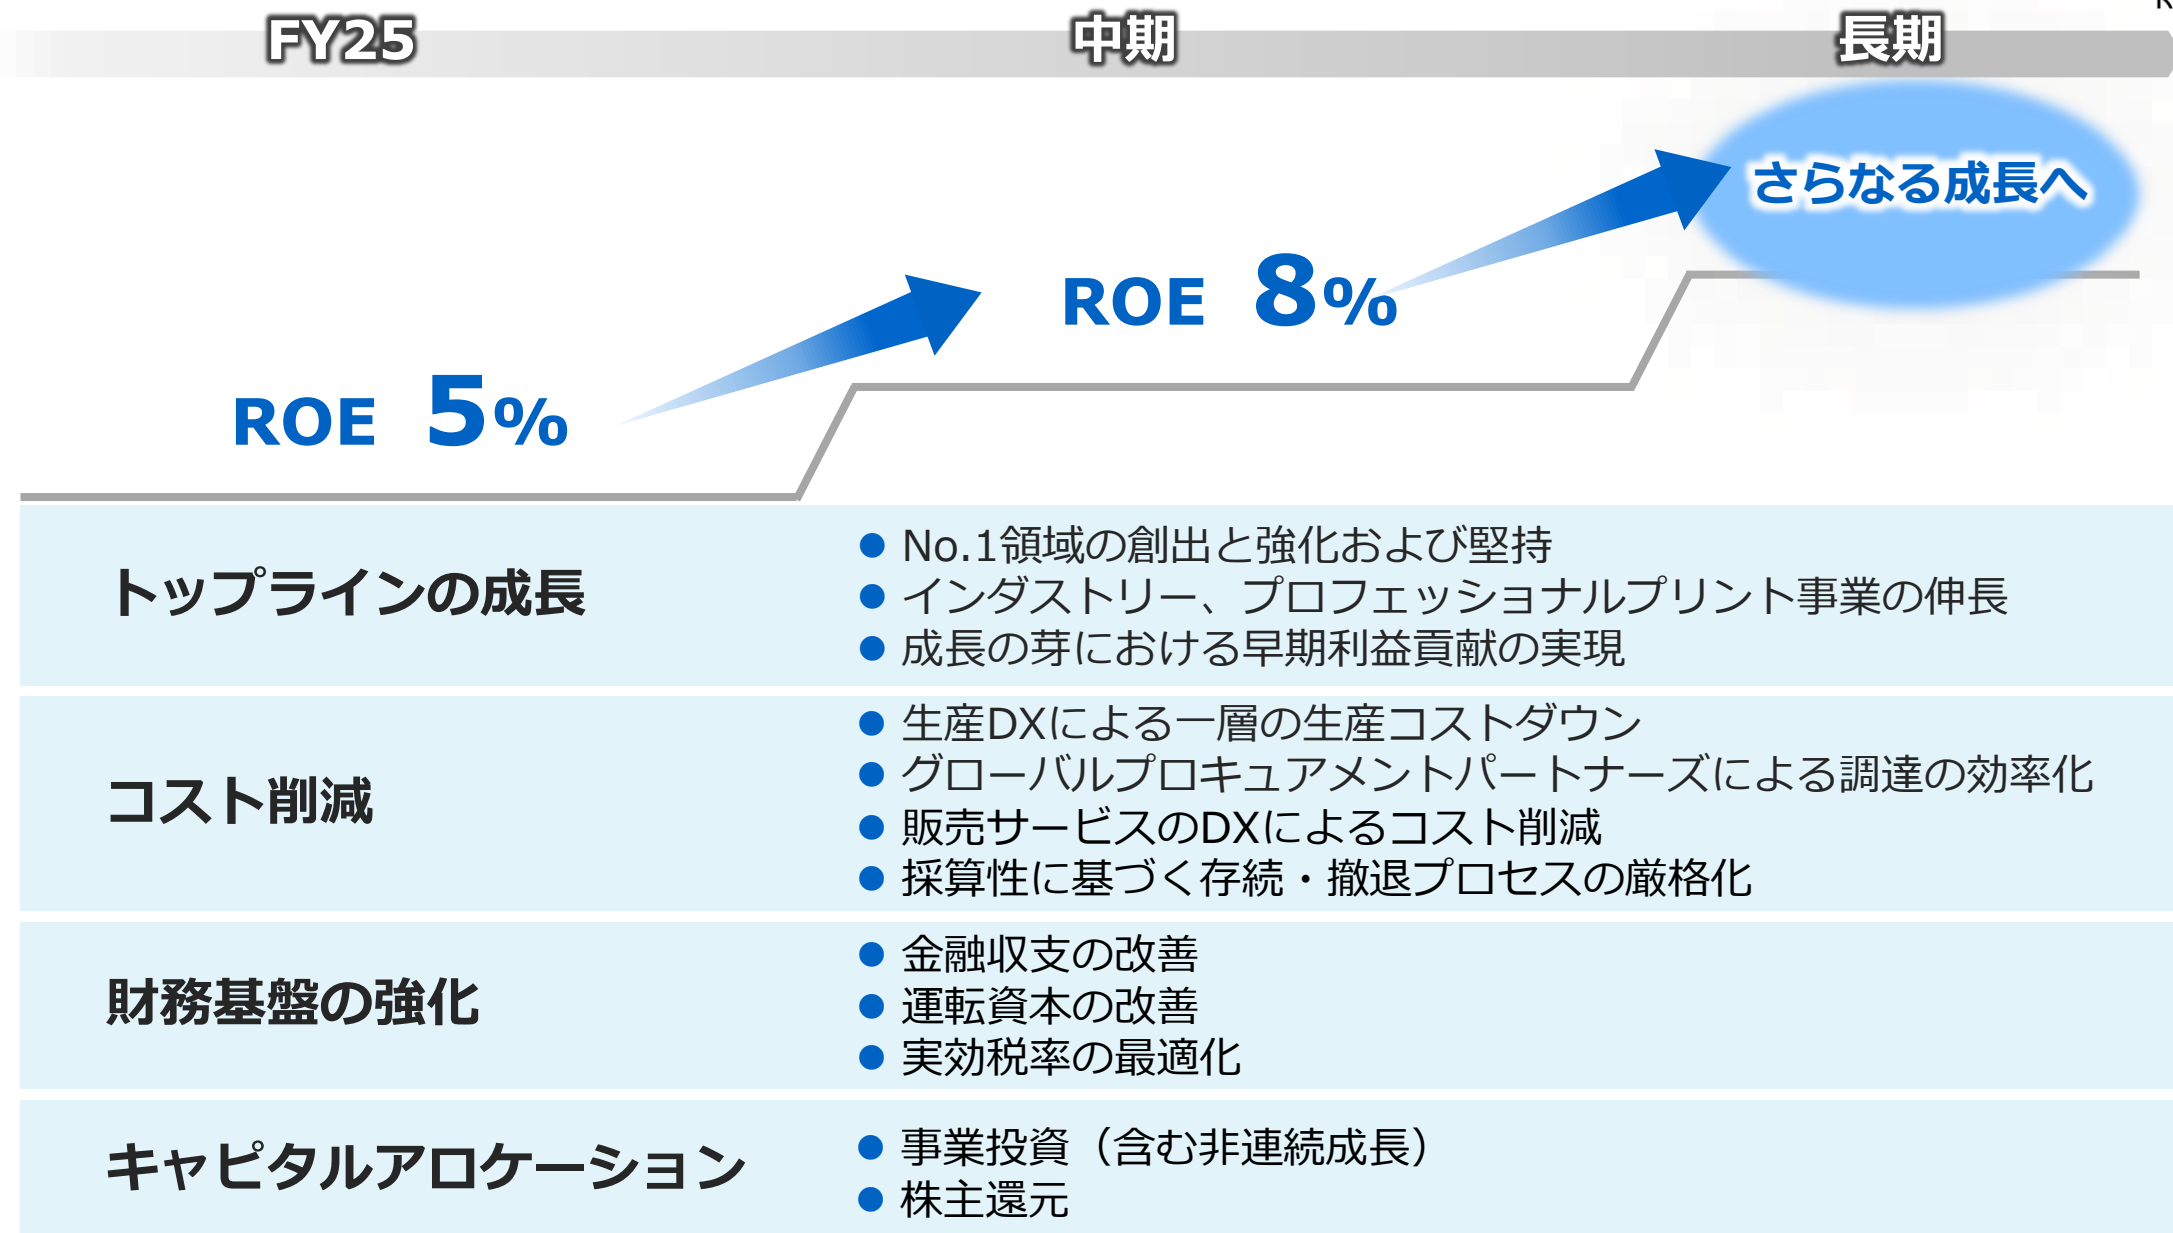 FY25
中期
長期
さらなる成長へ
ROE 8%
ROE 5%
トップラインの成長
● No.1領域の創出と強化および堅持
● インダストリー、プロフェッショナルプリント事業の伸長
● 成長の芽における早期利益貢献の実現
コスト削減
● 生産DXによる一層の生産コストダウン
● グローバルプロキュアメントパートナーズによる調達の効率化
● 販売サービスのDXによるコスト削減
● 採算性に基づく存続・撤退プロセスの厳格化
財務基盤の強化
● 金融収支の改善
● 運転資本の改善
● 実効税率の最適化
キャピタルアロケーション
● 事業投資（含む非連続成長）
● 株主還元